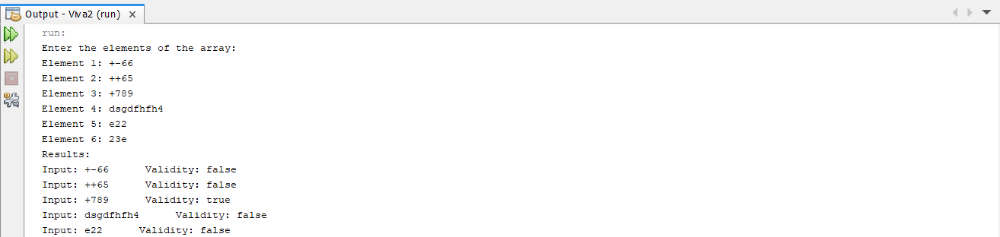 Output - Viva2 (run)
run:
Enter the elements of the array:
Element 1: +-66
Element 2: ++65
Element 3: +789
Element 4: dsgdfhfh4
Element 5: e22
Element 6: 23e
Results:
Input: +-66      Validity: false
Input: ++65      Validity: false
Input: +789      Validity: true
Input: dsgdfhfh4      Validity: false
Input: e22      Validity: false